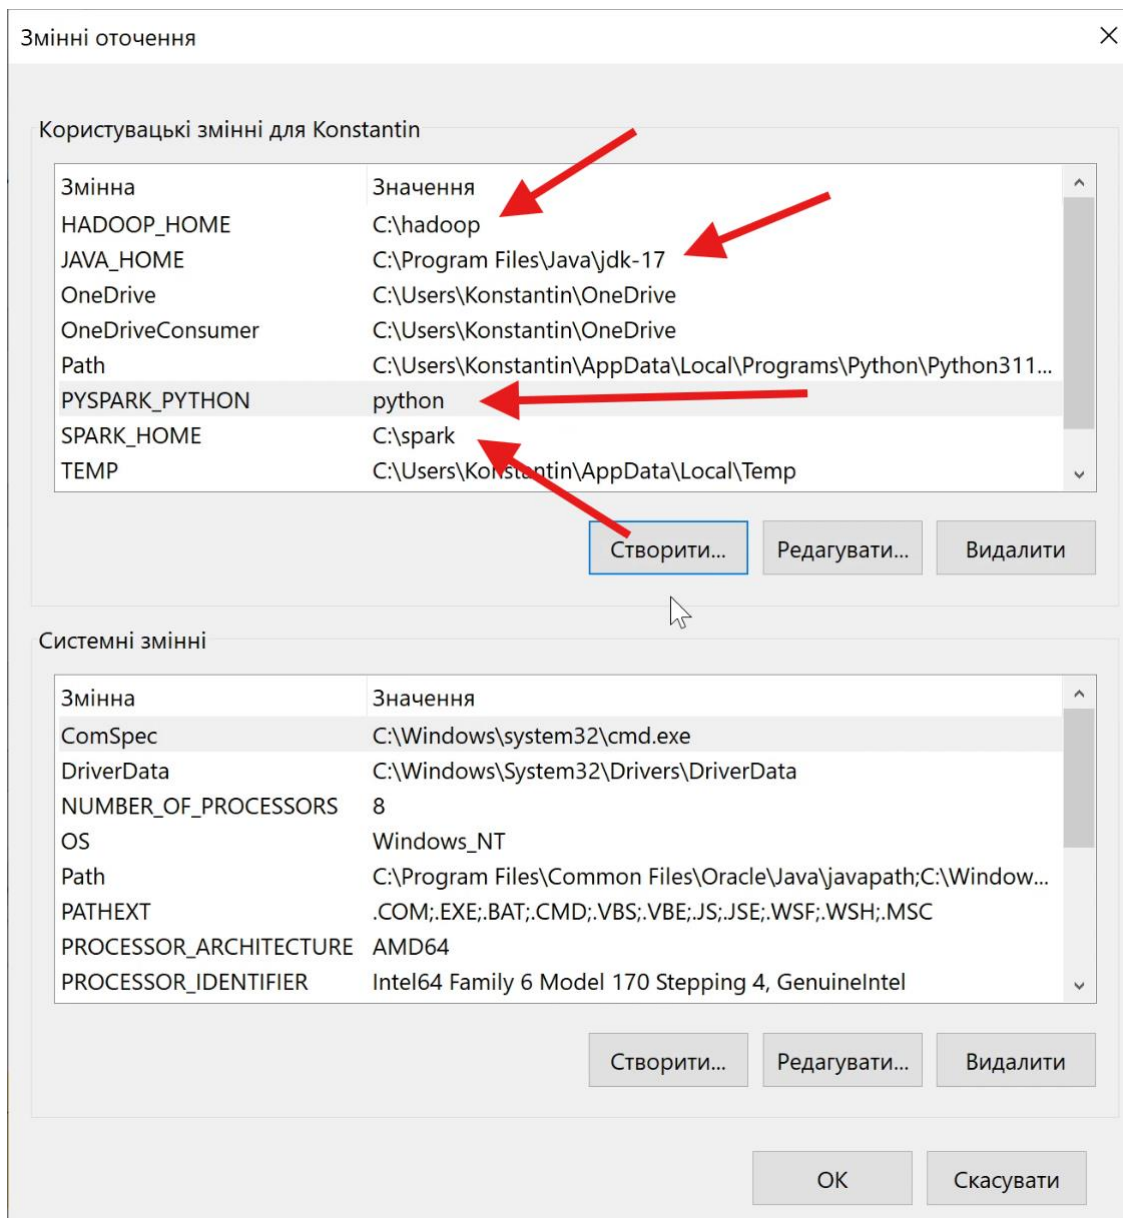 Змінні оточення
Користувацькі змінні для Konstantin
Змінна Значення
HADOOP_HOME C:\hadoop
JAVA_HOME C:\Program Files\Java\jdk-17
OneDrive C:\Users\Konstantin\OneDrive
OneDriveConsumer C:\Users\Konstantin\OneDrive
Path C:\Users\Konstantin\AppData\Local\Programs\Python\Python311...
PYSPARK_PYTHON python
SPARK_HOME C:\spark
TEMP C:\Users\Konstantin\AppData\Local\Temp
Створити... Редагувати... Видалити
Системні змінні
Змінна Значення
ComSpec C:\Windows\system32\cmd.exe
DriverData C:\Windows\System32\Drivers\DriverData
NUMBER_OF_PROCESSORS 8
OS Windows_NT
Path C:\Program Files\Common Files\Oracle\Java\javapath;C:\Window...
PATHEXT .COM;.EXE;.BAT;.CMD;.VBS;.VBE;.JS;.JSE;.WSF;.WSH;.MSC
PROCESSOR_ARCHITECTURE AMD64
PROCESSOR_IDENTIFIER Intel64 Family 6 Model 170 Stepping 4, GenuineIntel
Створити... Редагувати... Видалити
ОК Скасувати